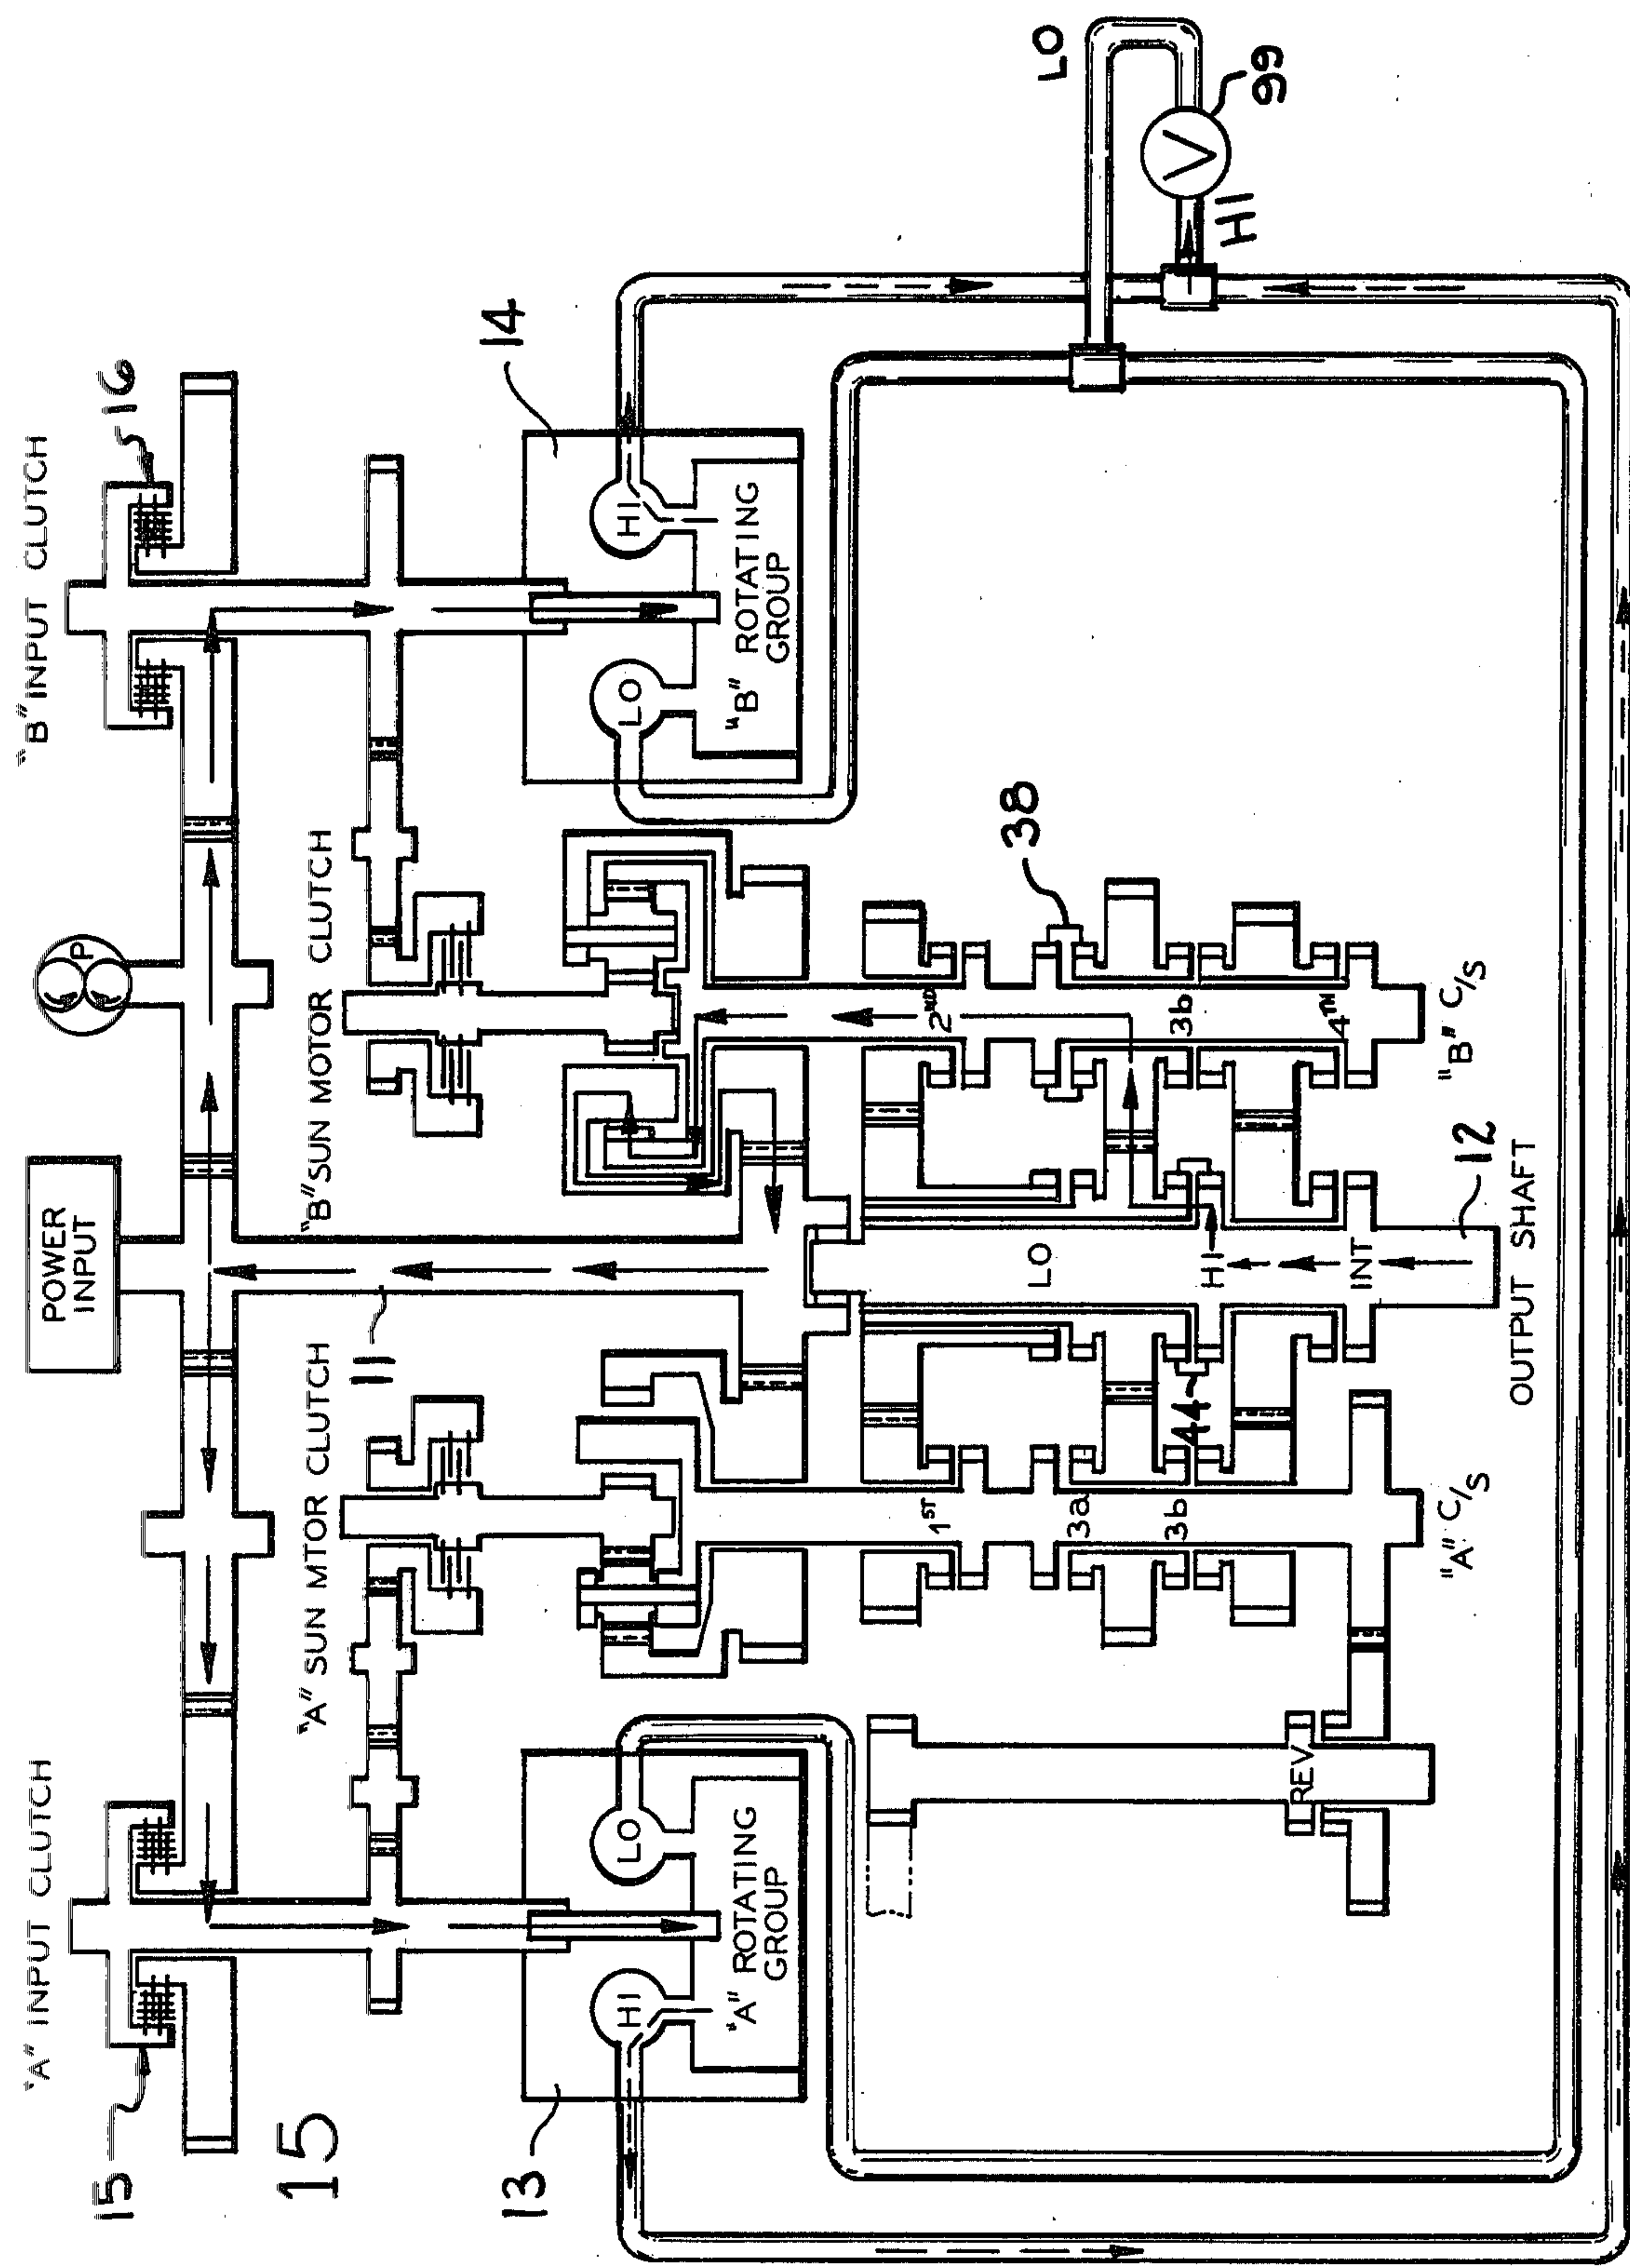 "A" INPUT CLUTCH
"B" INPUT CLUTCH
15
16
POWER
INPUT
P
15
"A" SUN MTOR CLUTCH
"B" SUN MOTOR CLUTCH
11
13
14
HI
LO
LO
HI
"A" ROTATING
GROUP
"B" ROTATING
GROUP
1ST
2ND
3a
LO
38
3b
44
HI
3b
REV
INT
4TH
12
"A" C/S
"B" C/S
OUTPUT SHAFT
LO
HI
V
99